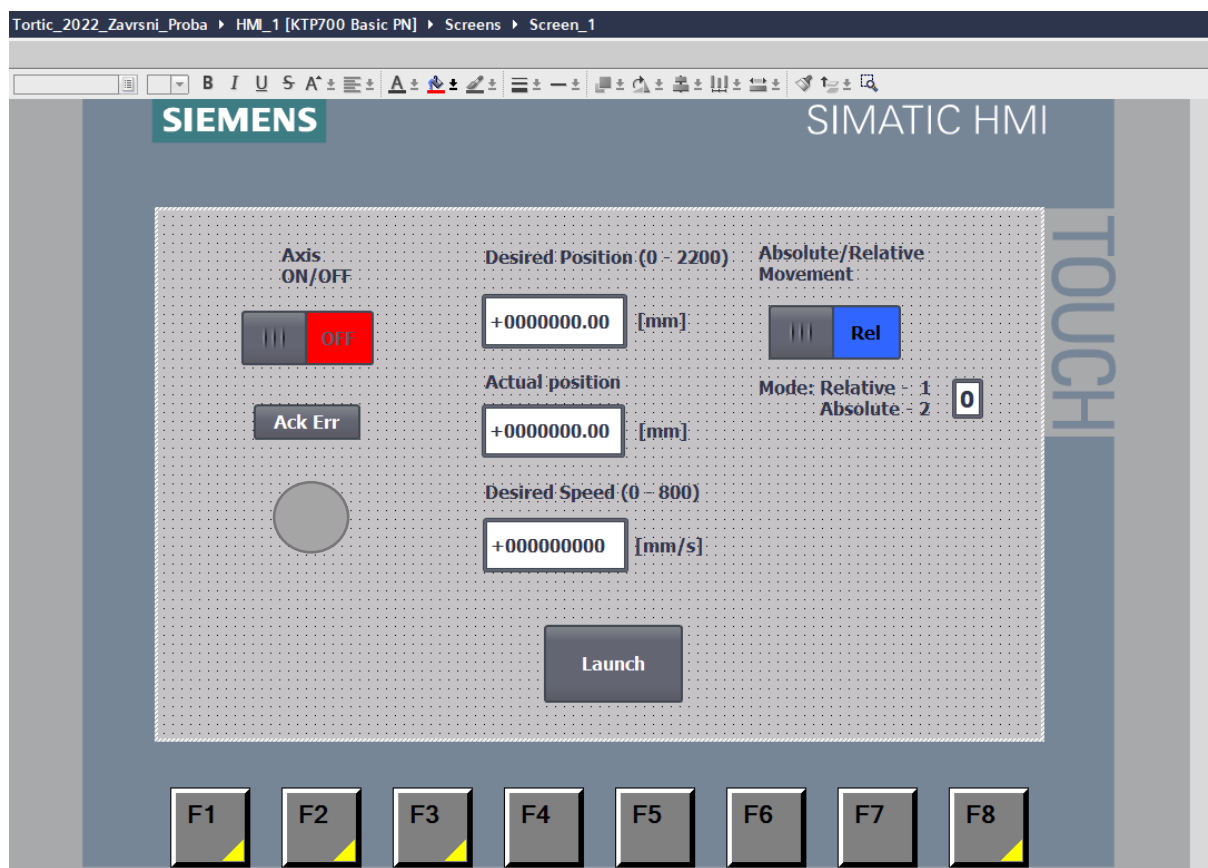 Tortic_2022_Zavrsni_Proba ▸ HMI_1 [KTP700 Basic PN] ▸ Screens ▸ Screen_1
B I U S A A
SIEMENS
SIMATIC HMI
TOUCH
Axis
ON/OFF
OFF
Ack Err
Desired Position (0 - 2200)
+0000000.00 [mm]
Actual position
+0000000.00 [mm]
Desired Speed (0 - 800)
+000000000 [mm/s]
Absolute/Relative
Movement
Rel
Mode: Relative - 1
Absolute - 2
0
Launch
F1 F2 F3 F4 F5 F6 F7 F8